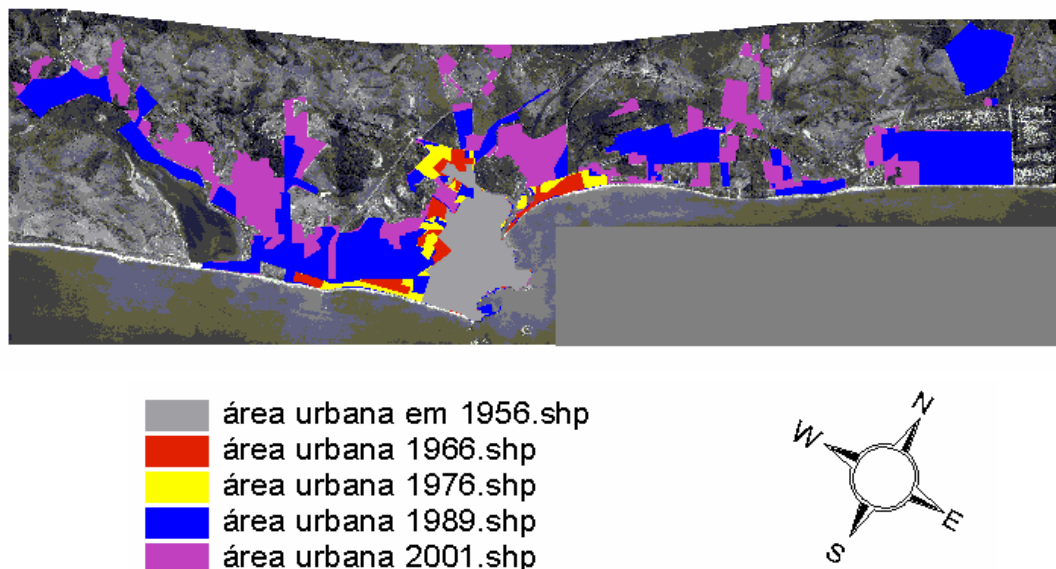 área urbana em 1956.shp
área urbana 1966.shp
área urbana 1976.shp
área urbana 1989.shp
área urbana 2001.shp
N
W
E
S